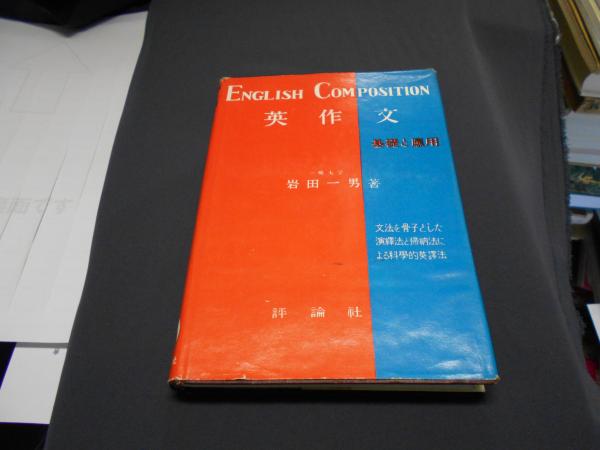 ENGLISH COMPOSITION
英作文
基礎と應用
岩田一男著
文法を骨子とした
演繹法と帰納法に
よる科學的英譯法
評論社